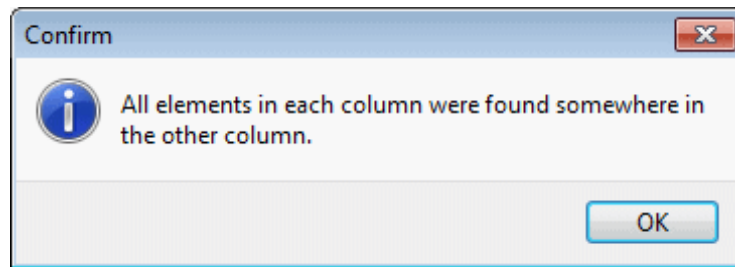 Confirm
All elements in each column were found somewhere in
the other column.
OK